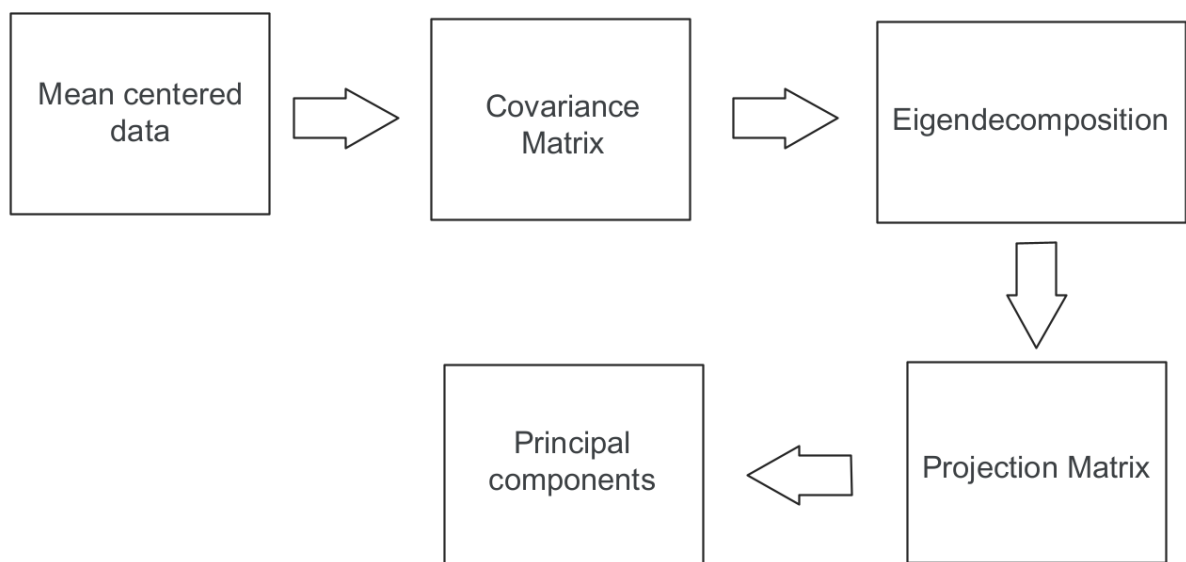 Mean centered
data
Covariance
Matrix
Eigendecomposition
Projection Matrix
Principal
components